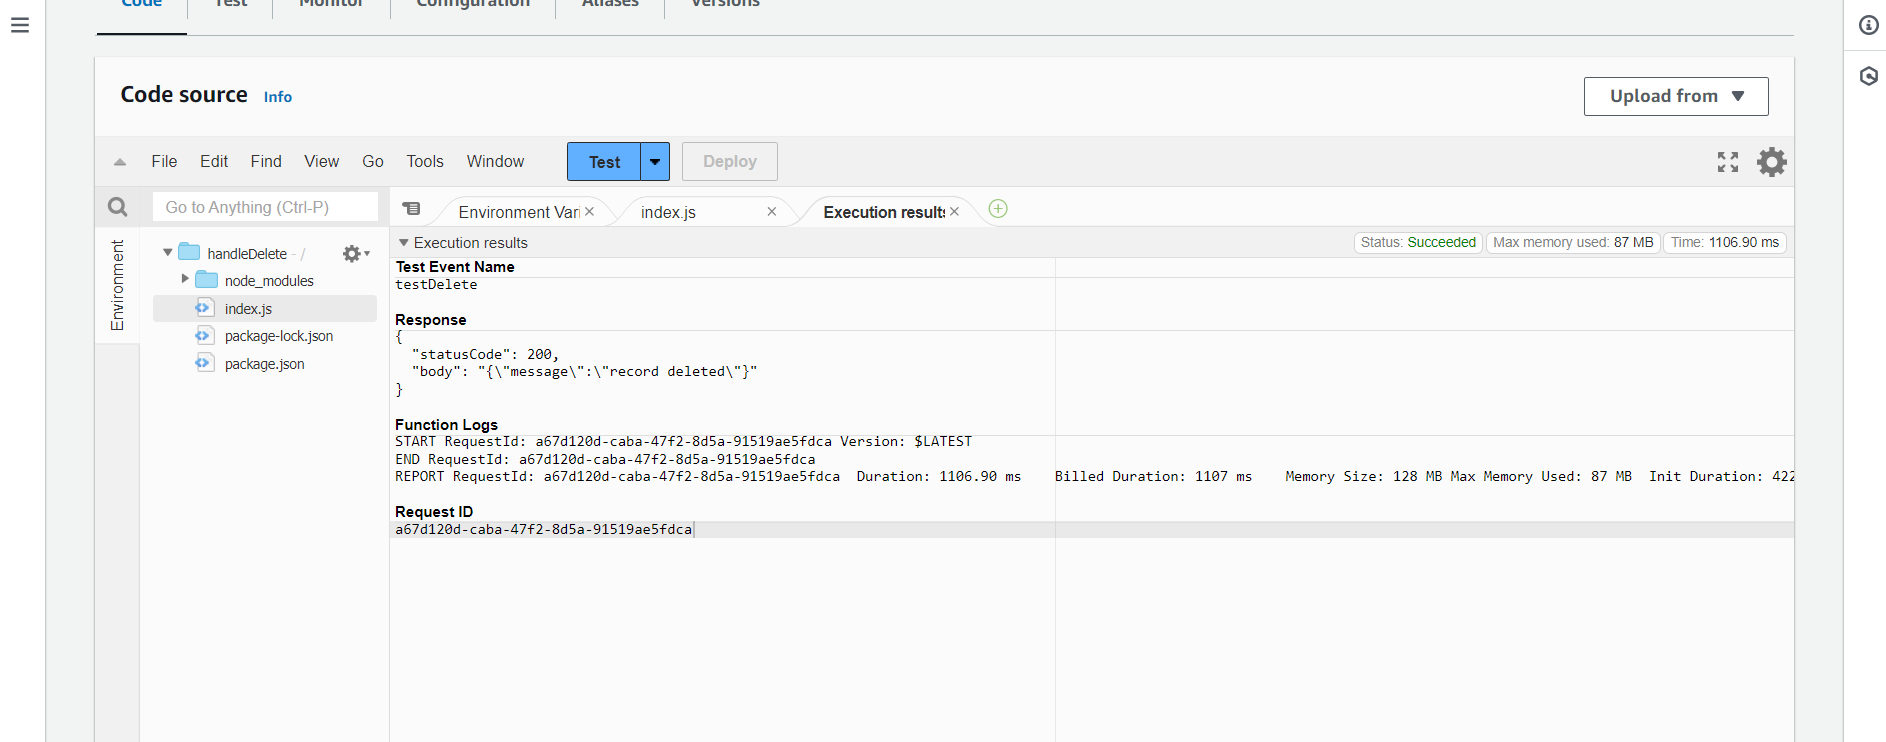 Code Test Monitor Configuration Aliases Versions
Code source Info
Upload from
File Edit Find View Go Tools Window Test Deploy
Go to Anything (Ctrl-P)
Environment Vari index.js Execution results
Environment
handleDelete - /
node_modules
index.js
package-lock.json
package.json
Execution results
Status: Succeeded Max memory used: 87 MB Time: 1106.90 ms
Test Event Name
testDelete
Response
{
"statusCode": 200,
"body": "{\"message\":\"record deleted\"}"
}
Function Logs
START RequestId: a67d120d-caba-47f2-8d5a-91519ae5fdca Version: $LATEST
END RequestId: a67d120d-caba-47f2-8d5a-91519ae5fdca
REPORT RequestId: a67d120d-caba-47f2-8d5a-91519ae5fdca Duration: 1106.90 ms Billed Duration: 1107 ms Memory Size: 128 MB Max Memory Used: 87 MB Init Duration: 422
Request ID
a67d120d-caba-47f2-8d5a-91519ae5fdca